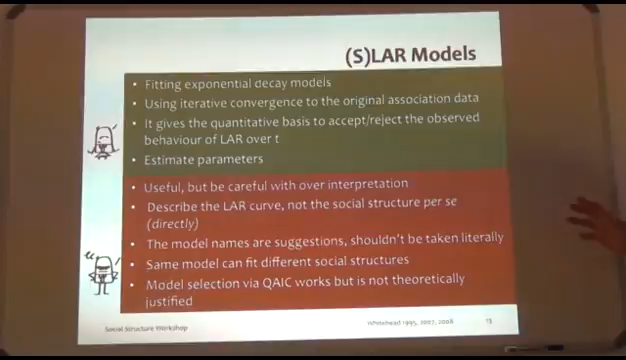 (S)LAR Models
• Fitting exponential decay models
• Using iterative convergence to the original association data
• It gives the quantitative basis to accept/reject the observed
behaviour of LAR over t
• Estimate parameters
• Useful, but be careful with over interpretation
• Describe the LAR curve, not the social structure per se
(directly)
• The model names are suggestions, shouldn't be taken literally
• Same model can fit different social structures
• Model selection via QAIC works but is not theoretically
justified
Social Structure Workshop
Whitehead 1995, 2007, 2008
13